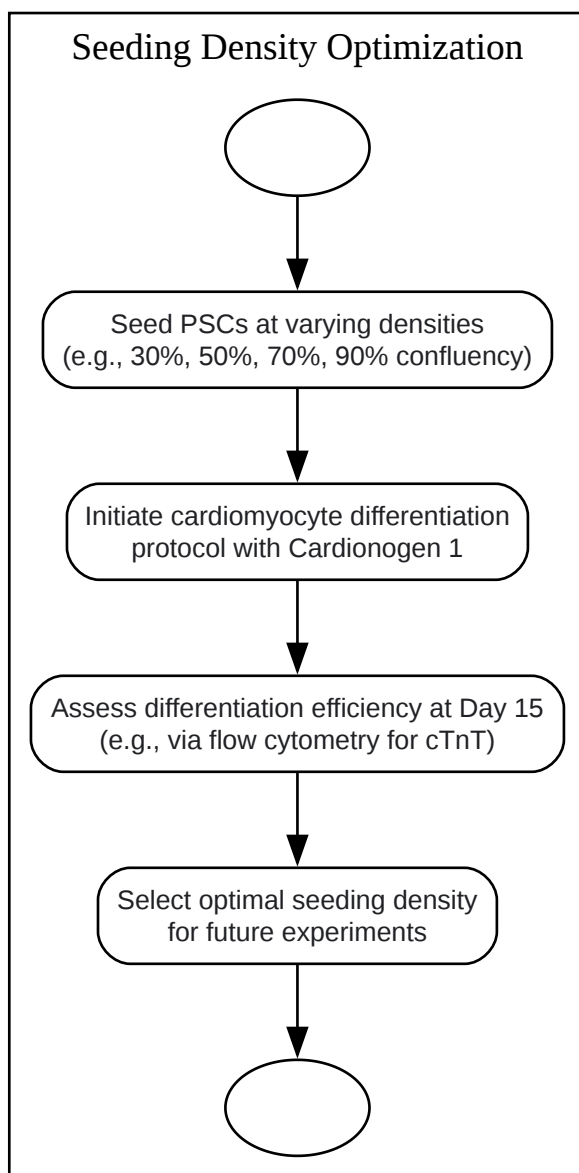 Seeding Density Optimization
Seed PSCs at varying densities
(e.g., 30%, 50%, 70%, 90% confluency)
Initiate cardiomyocyte differentiation
protocol with Cardionogen 1
Assess differentiation efficiency at Day 15
(e.g., via flow cytometry for cTnT)
Select optimal seeding density
for future experiments